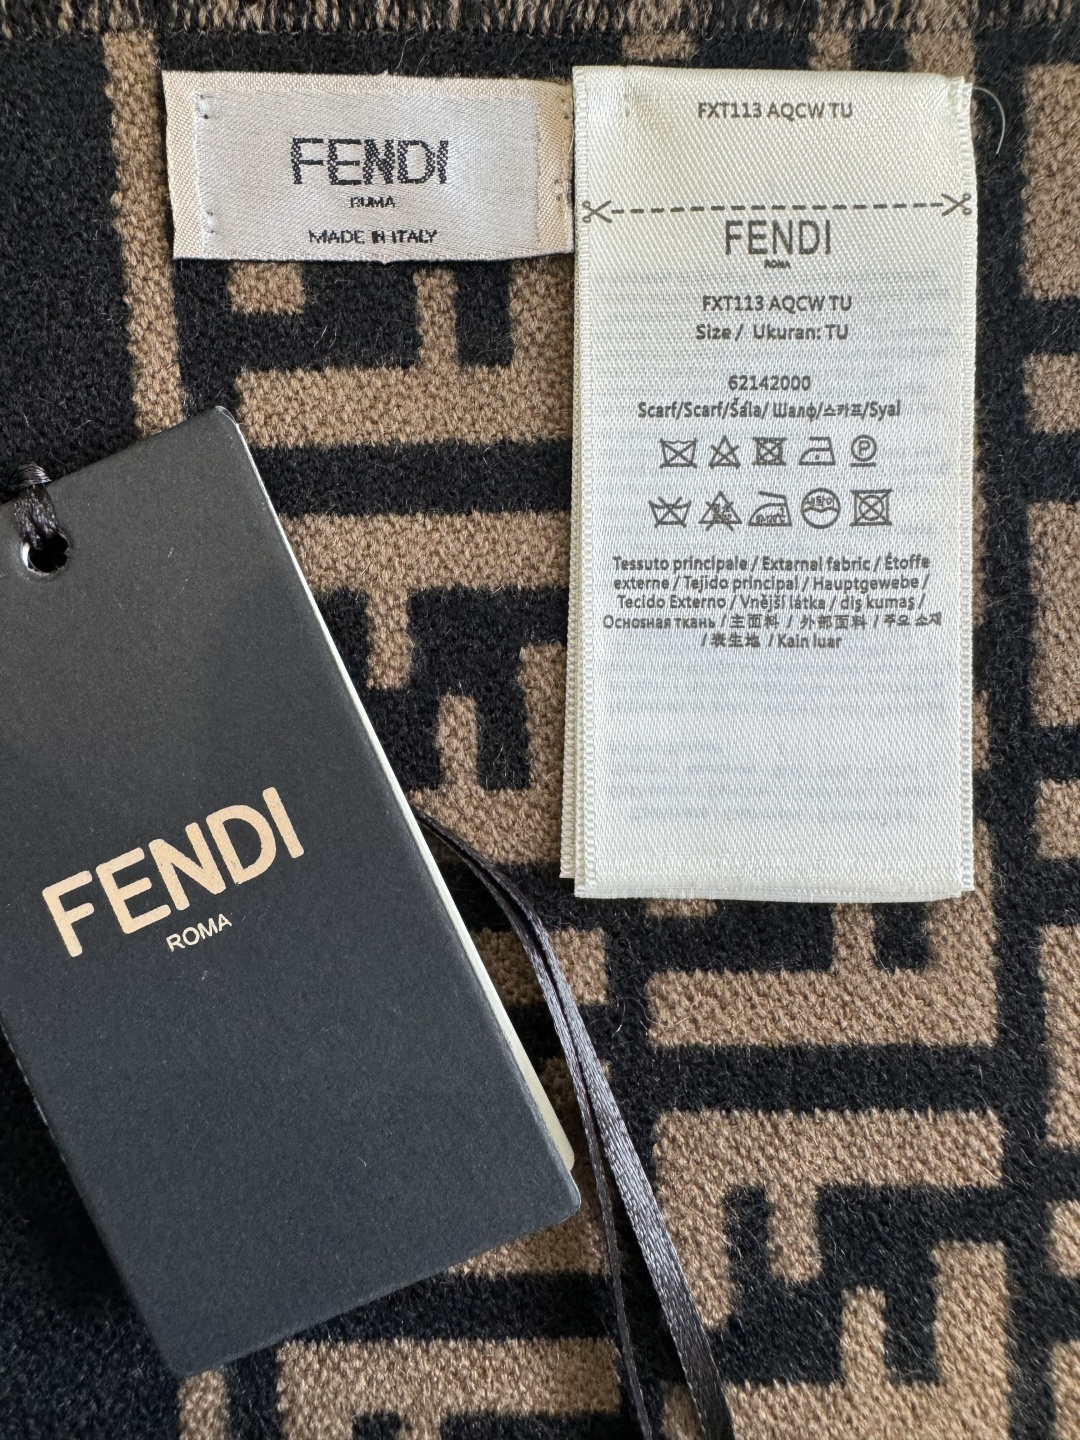 FENDI
ROMA
MADE IN ITALY
FXT113 AQCW TU
FENDI
ROMA
FXT113 AQCW TU
Size / Ukuran: TU
62142000
Scarf/Scarf/Šála/ Шалф/스카프/Syal
Tessuto principale / External fabric / Étoffe
externe / Tejido principal / Hauptgewebe /
Tecido Externo / Vnější látka / dış kumaş /
Основная ткань / 主面料 / 外部面料 / 주요 소재
/ 表生地 / Kain luar
FENDI
ROMA